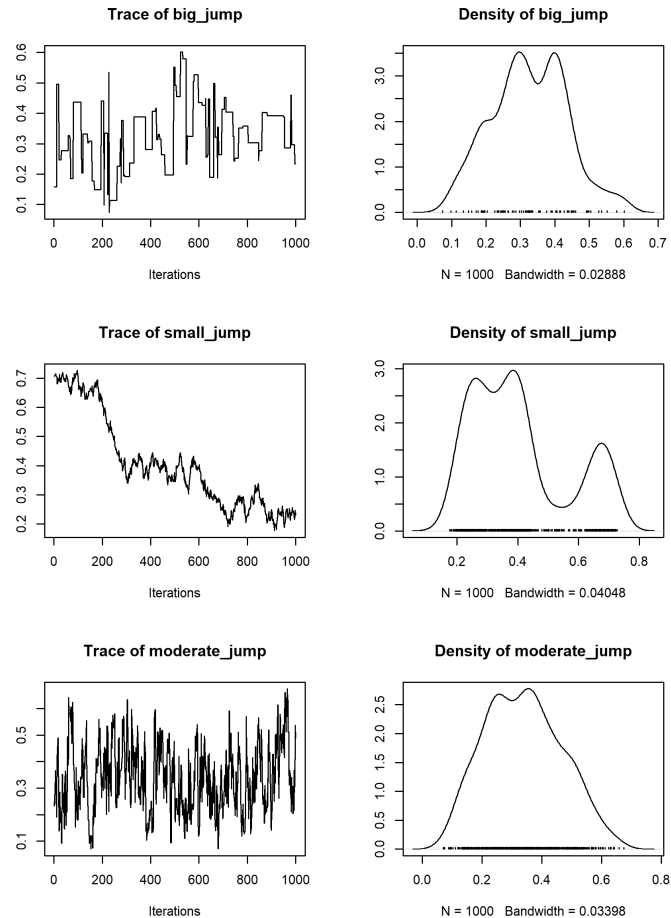 Trace of big_jump
0.6
0.5
0.4
0.3
0.2
0.1
0 200 400 600 800 1000
Iterations
Density of big_jump
3.0
2.0
1.0
0.0
0.0 0.1 0.2 0.3 0.4 0.5 0.6 0.7
N = 1000 Bandwidth = 0.02888
Trace of small_jump
0.7
0.6
0.5
0.4
0.3
0.2
0 200 400 600 800 1000
Iterations
Density of small_jump
3.0
2.0
1.0
0.0
0.2 0.4 0.6 0.8
N = 1000 Bandwidth = 0.04048
Trace of moderate_jump
0.5
0.3
0.1
0 200 400 600 800 1000
Iterations
Density of moderate_jump
2.5
2.0
1.5
1.0
0.5
0.0
0.0 0.2 0.4 0.6 0.8
N = 1000 Bandwidth = 0.03398